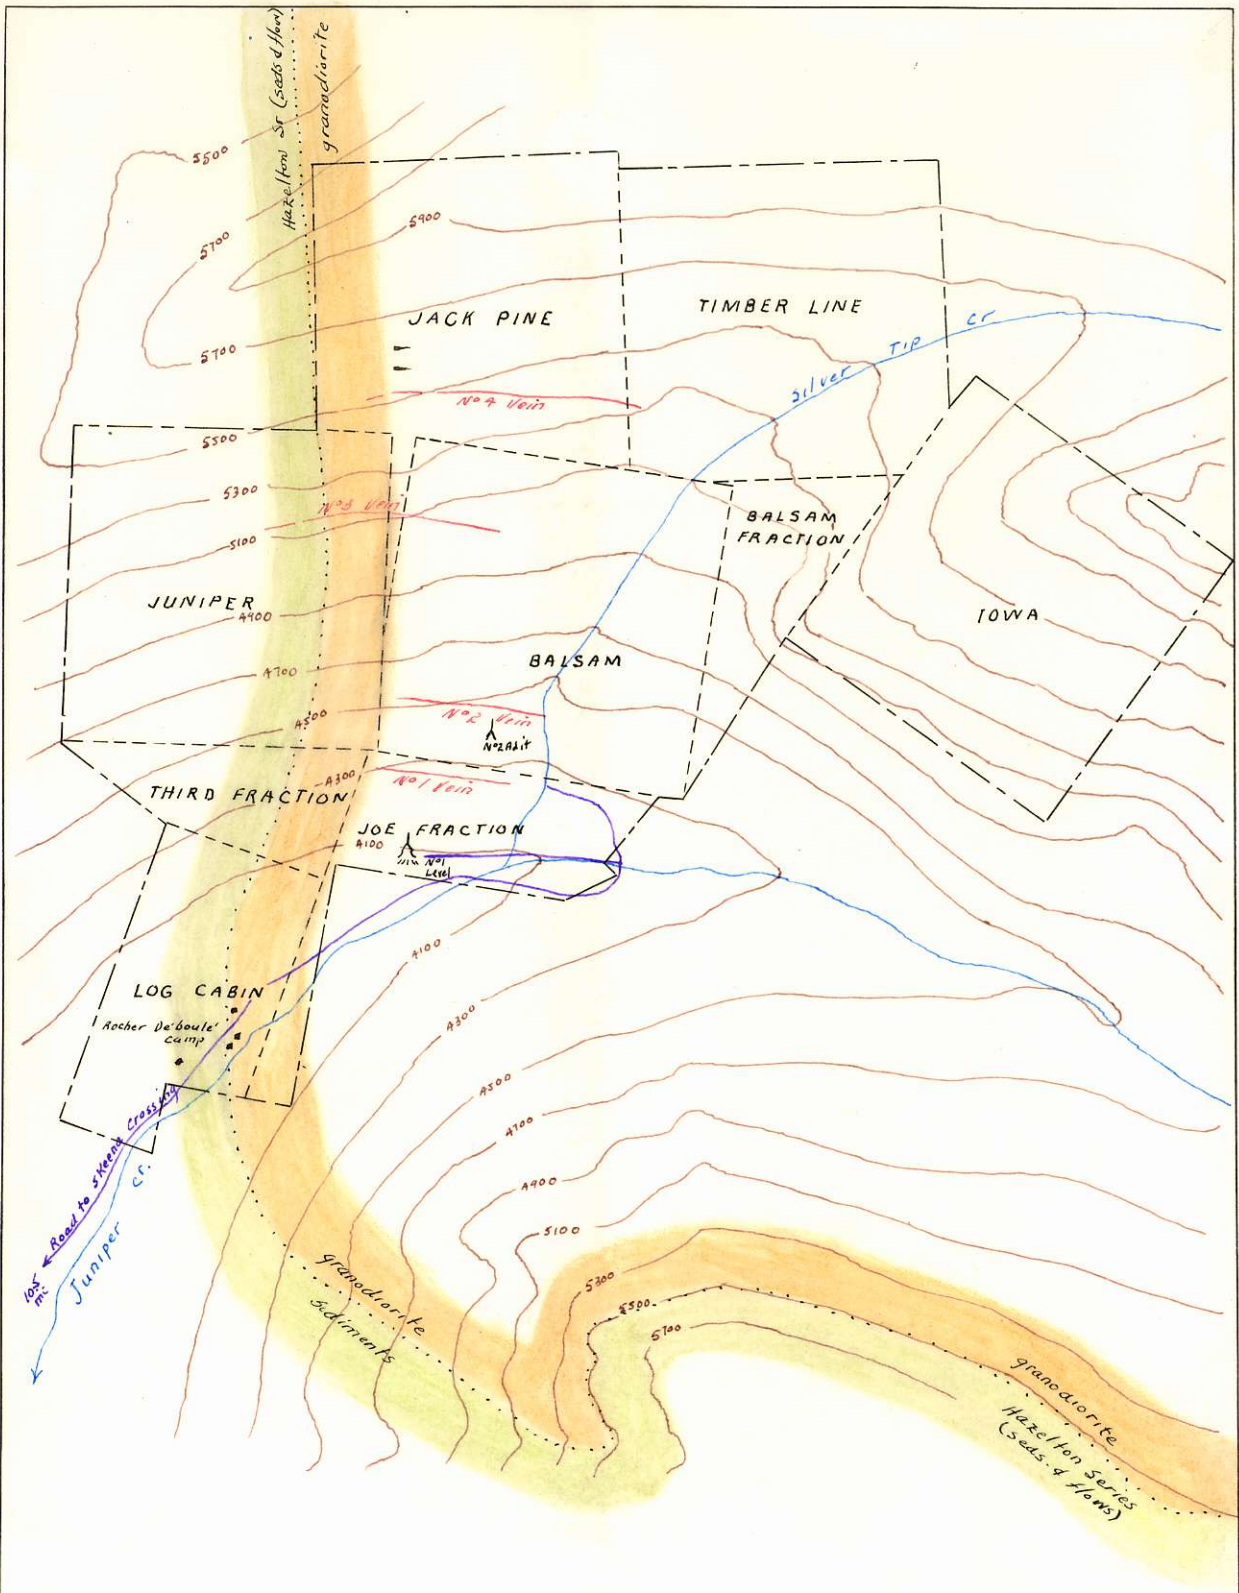 Hazelton Sr (seds & flow)
granodiorite
5500
5700
5900
JACK PINE
TIMBER LINE
Silver Tip Cr
5700
No 4 Vein
5500
5300
No 3 Vein
BALSAM
FRACTION
5100
JUNIPER
4900
IOWA
BALSAM
4700
4500
No 2 Vein
No 2 Adit
4300
No 1 Vein
THIRD FRACTION
JOE FRACTION
4100
No 1
Level
4100
LOG CABIN
Rocher De'boule'
Camp
4300
4500
4700
4900
5100
Road to Skeena Crossing
10.5
mi
Juniper Cr.
granodiorite
Sediments
5300
5500
5700
granodiorite
Hazelton Series
(seds. & flows)